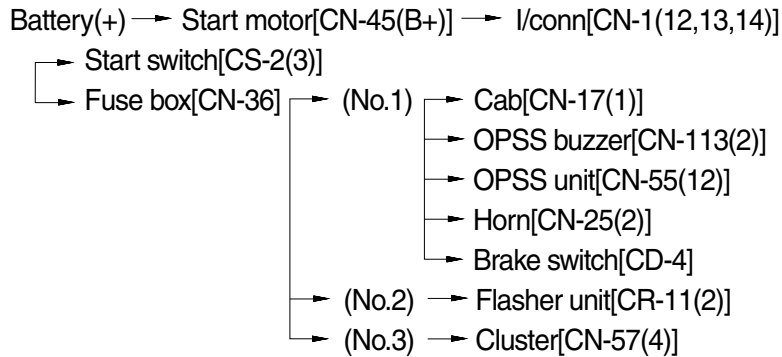 Battery(+) → Start motor[CN-45(B+)] → I/conn[CN-1(12,13,14)]
→ Start switch[CS-2(3)]
→ Fuse box[CN-36] → (No.1) → Cab[CN-17(1)]
→ OPSS buzzer[CN-113(2)]
→ OPSS unit[CN-55(12)]
→ Horn[CN-25(2)]
→ Brake switch[CD-4]
→ (No.2) → Flasher unit[CR-11(2)]
→ (No.3) → Cluster[CN-57(4)]